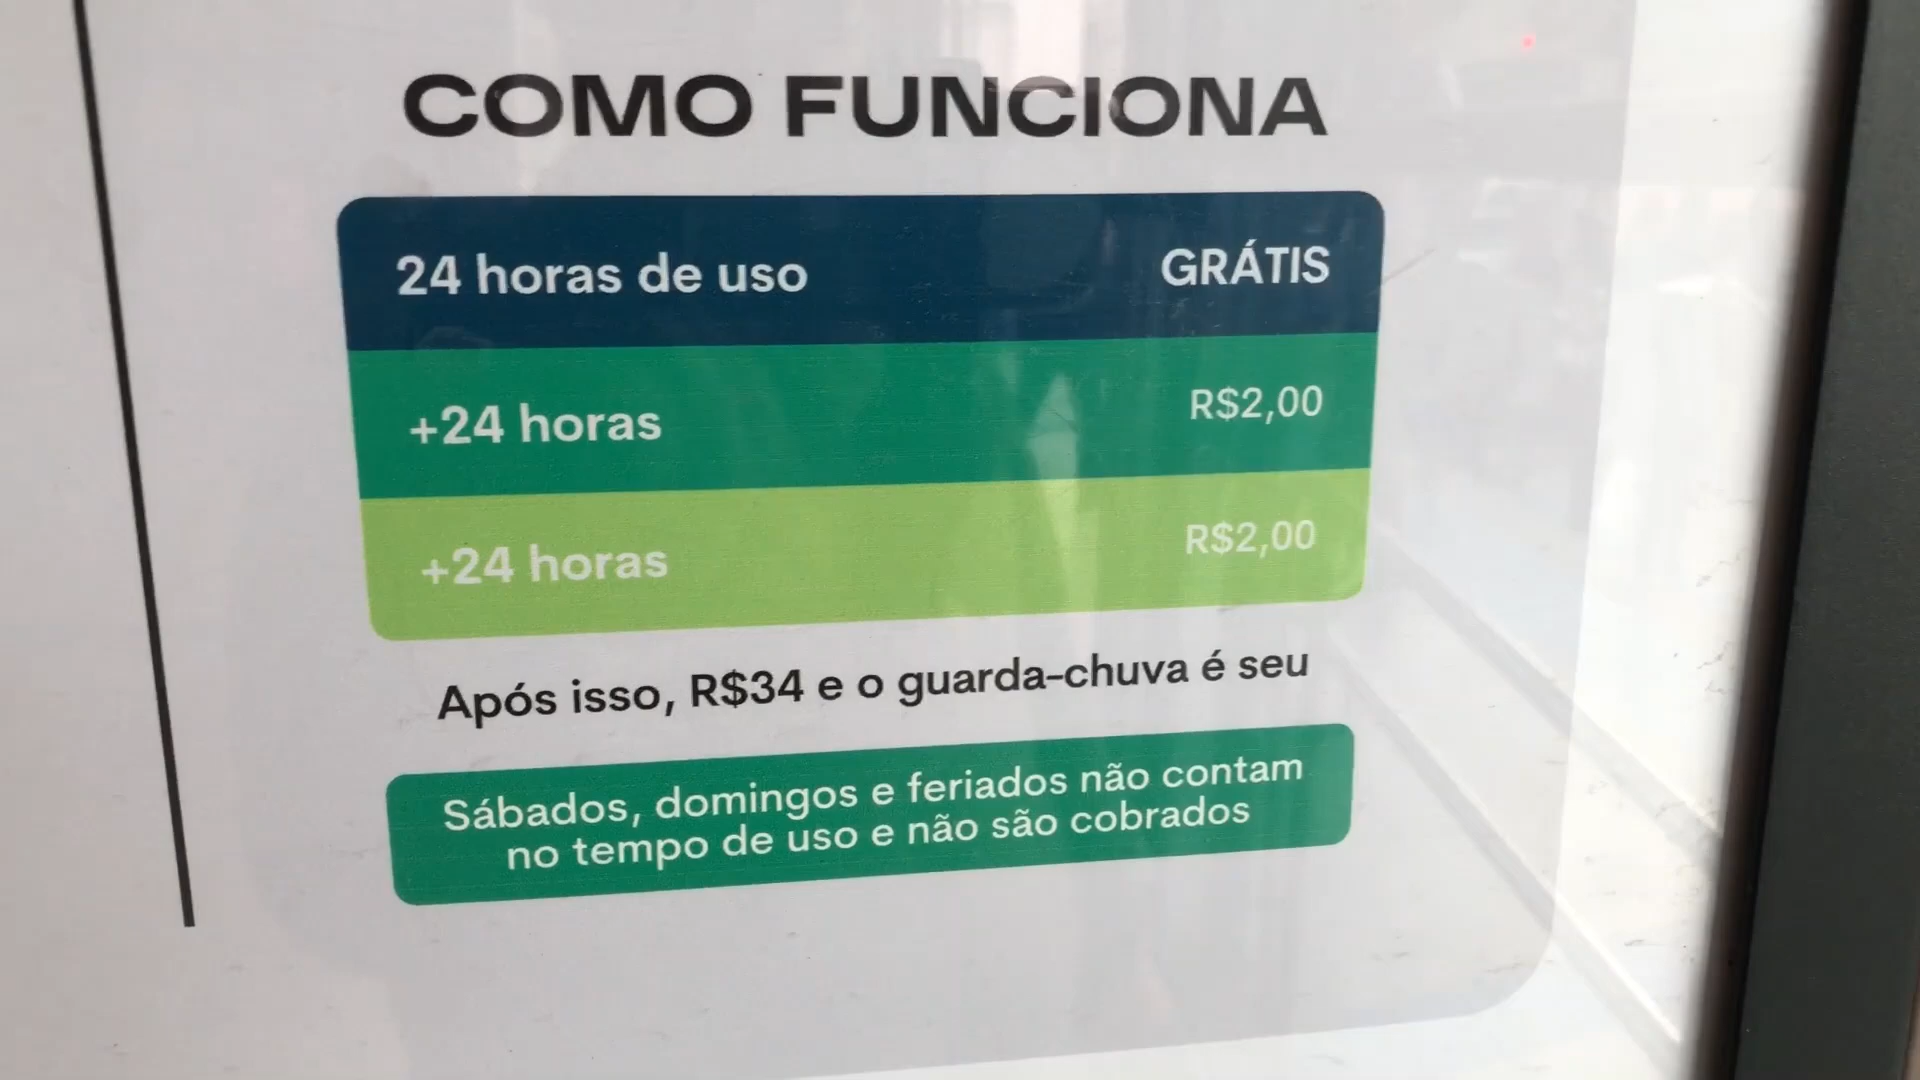 COMO FUNCIONA
24 horas de uso GRÁTIS
+24 horas R$2,00
+24 horas R$2,00
Após isso, R$34 e o guarda-chuva é seu
Sábados, domingos e feriados não contam
no tempo de uso e não são cobrados